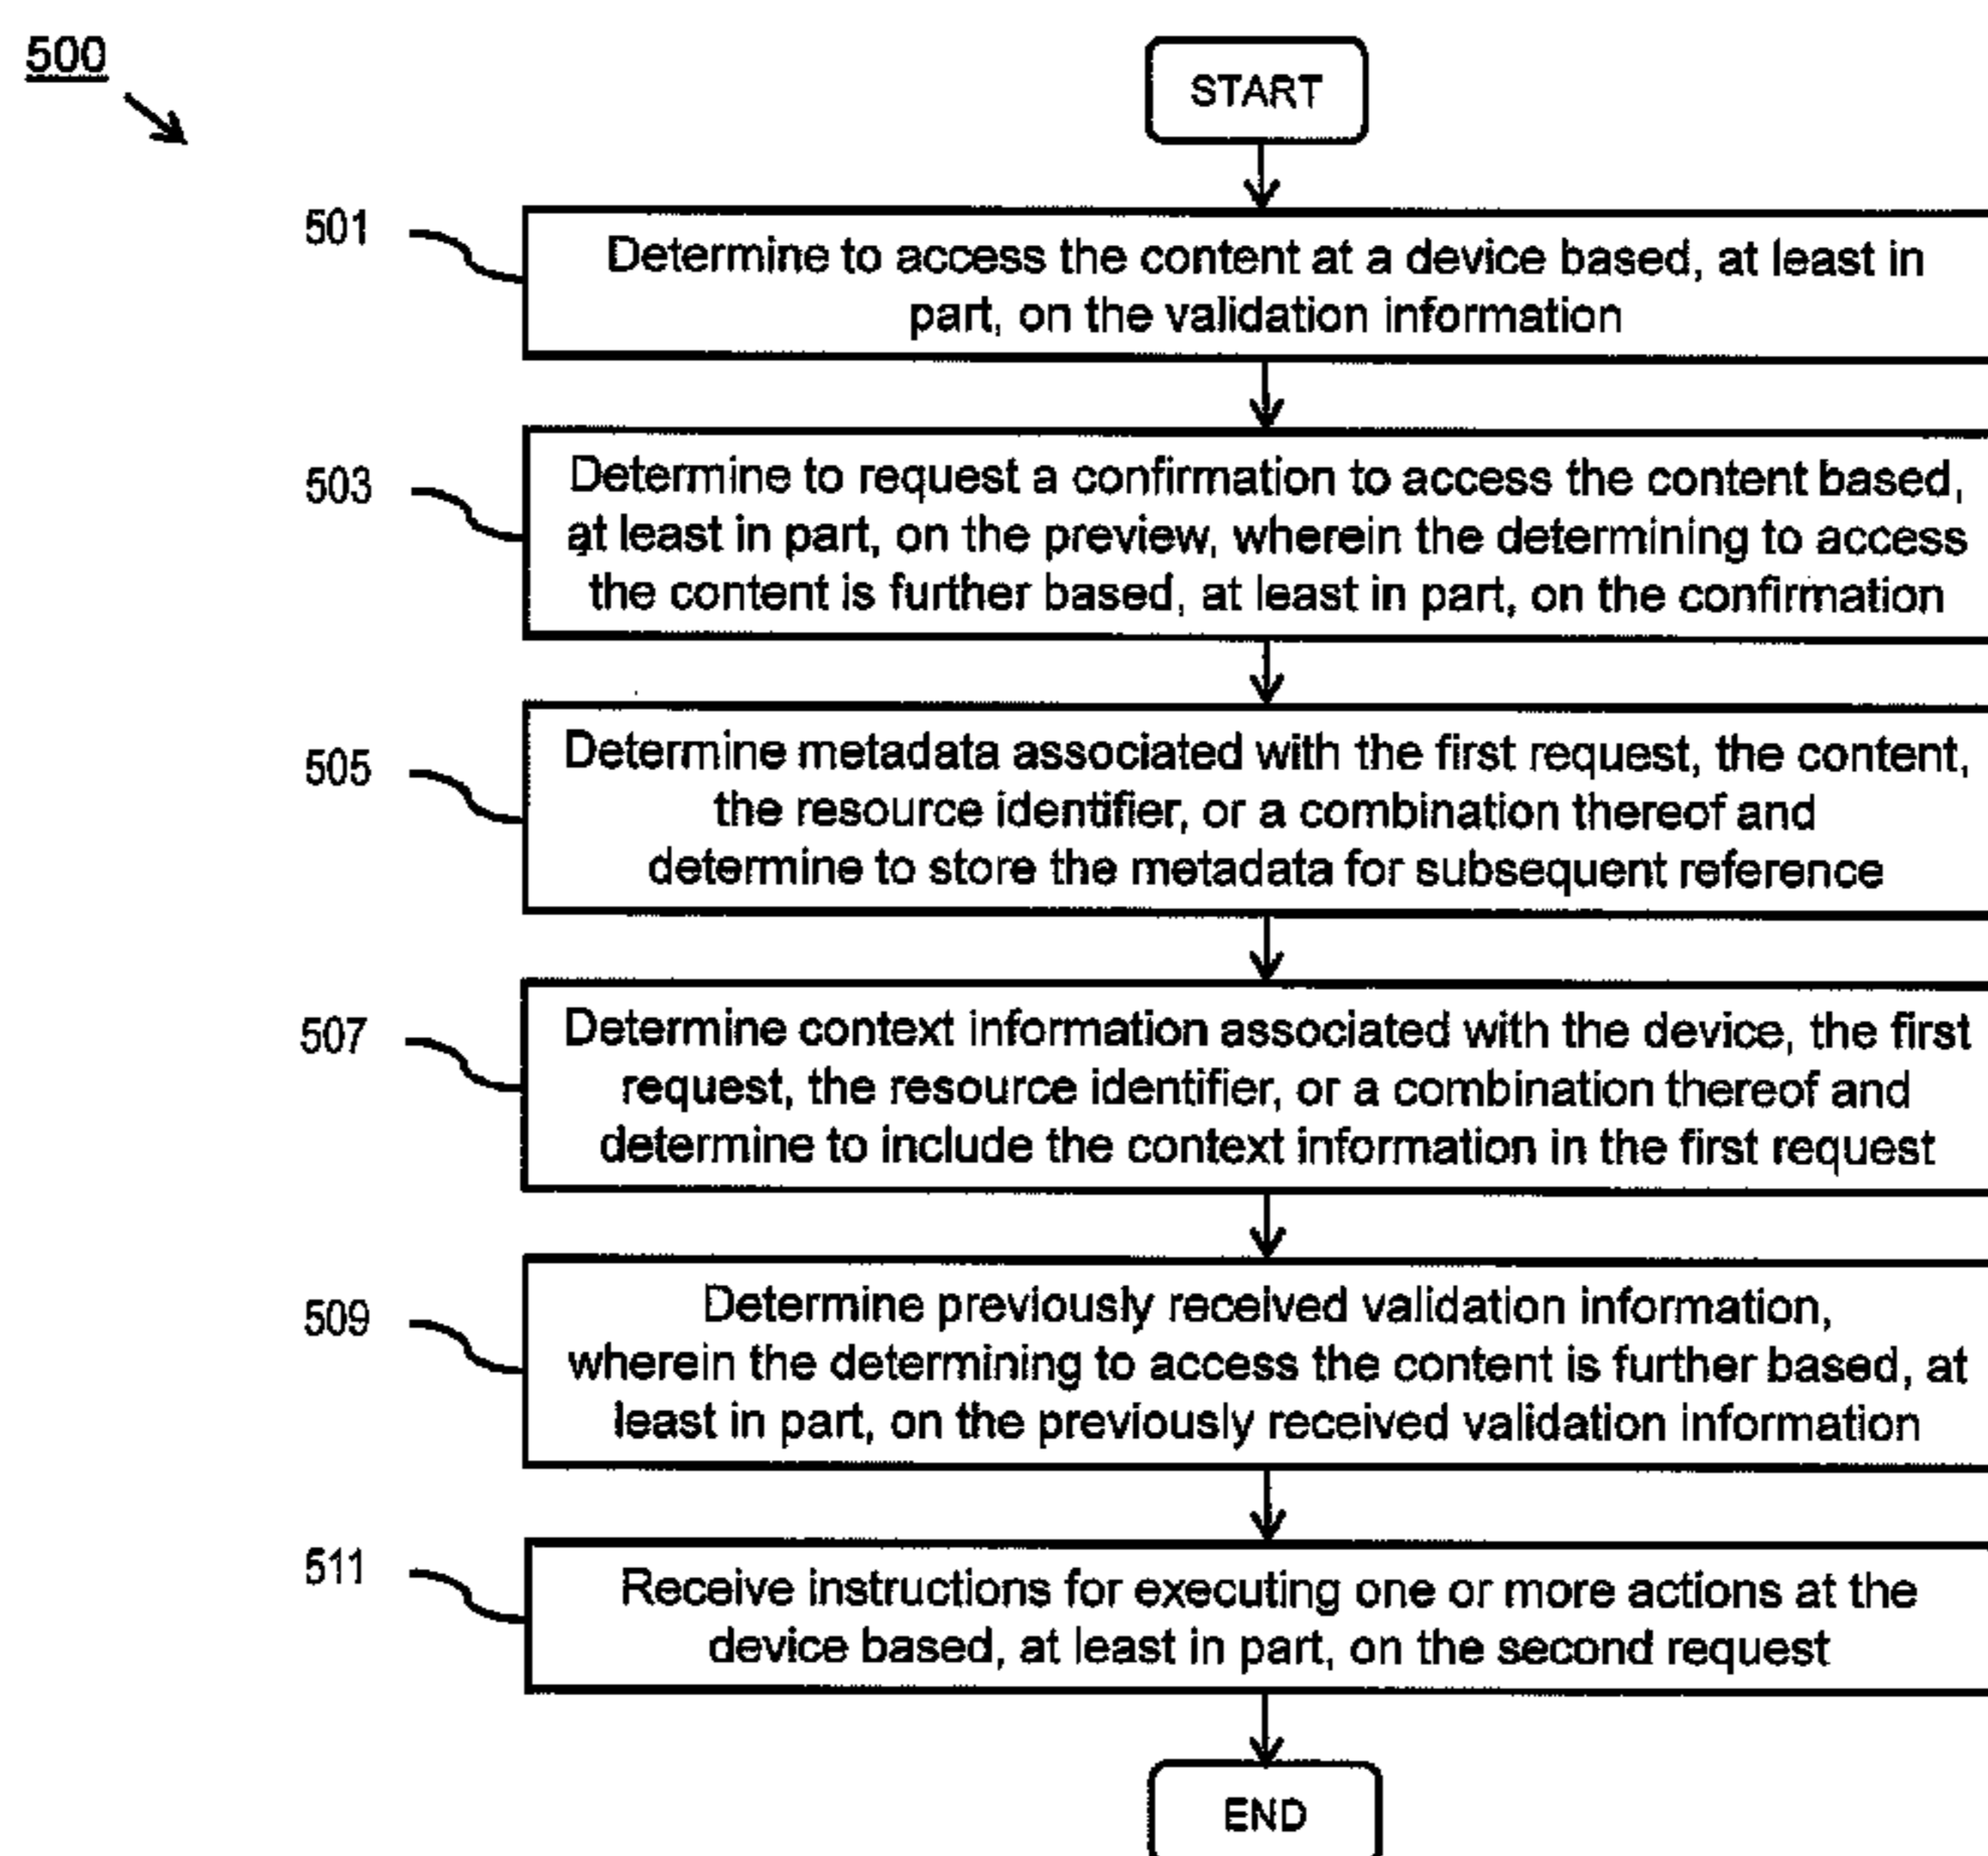 500
START
501
Determine to access the content at a device based, at least in
part, on the validation information
503
Determine to request a confirmation to access the content based,
at least in part, on the preview, wherein the determining to access
the content is further based, at least in part, on the confirmation
505
Determine metadata associated with the first request, the content,
the resource identifier, or a combination thereof and
determine to store the metadata for subsequent reference
507
Determine context information associated with the device, the first
request, the resource identifier, or a combination thereof and
determine to include the context information in the first request
509
Determine previously received validation information,
wherein the determining to access the content is further based, at
least in part, on the previously received validation information
511
Receive instructions for executing one or more actions at the
device based, at least in part, on the second request
END